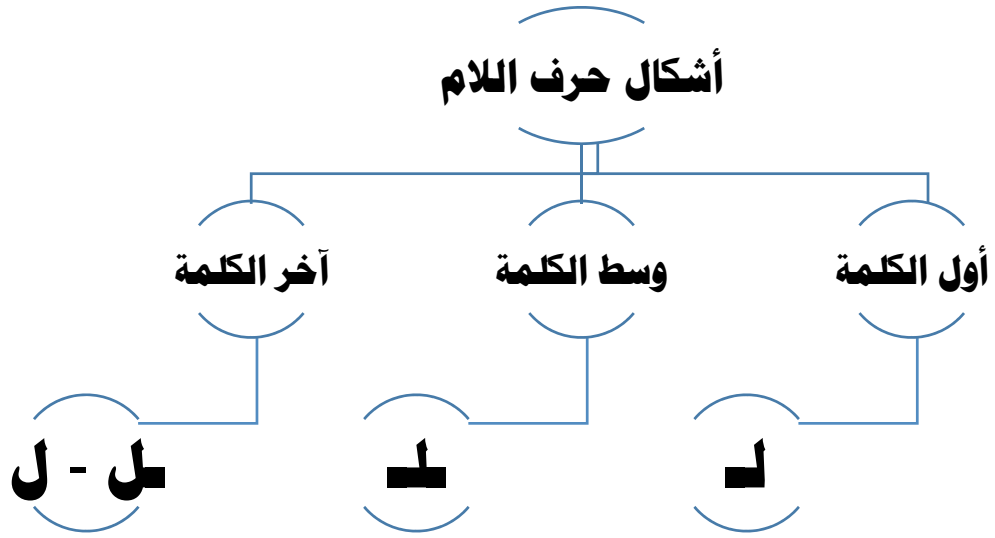 أشكال حرف اللام
أول الكلمة
وسط الكلمة
آخر الكلمة
لـ
ـلـ
ـل - ل